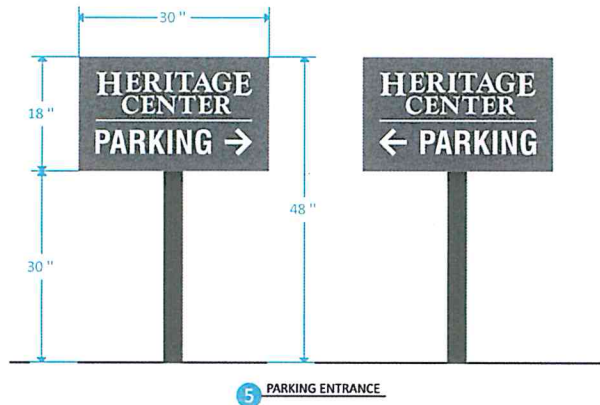 30 "
HERITAGE
CENTER
PARKING →
18 "
30 "
48 "
HERITAGE
CENTER
← PARKING
5 PARKING ENTRANCE